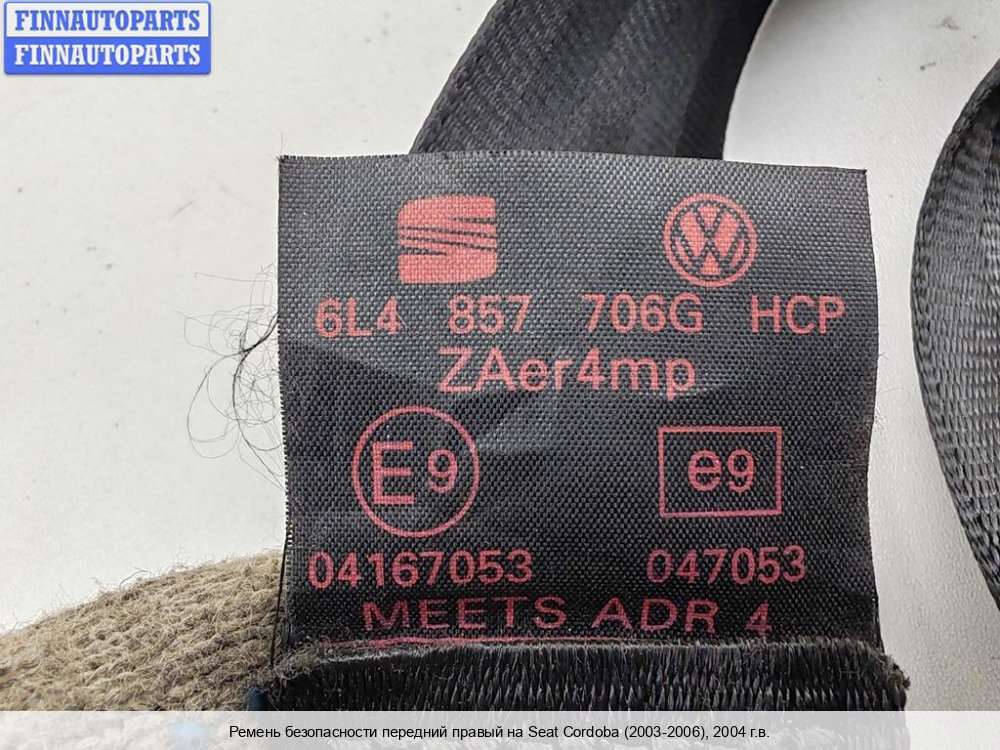 FINNAUTOPARTS
FINNAUTOPARTS
6L4 857 706G HCP
ZAer4mp
E9 e9
04167053 047053
MEETS ADR 4
Ремень безопасности передний правый на Seat Cordoba (2003-2006), 2004 г.в.